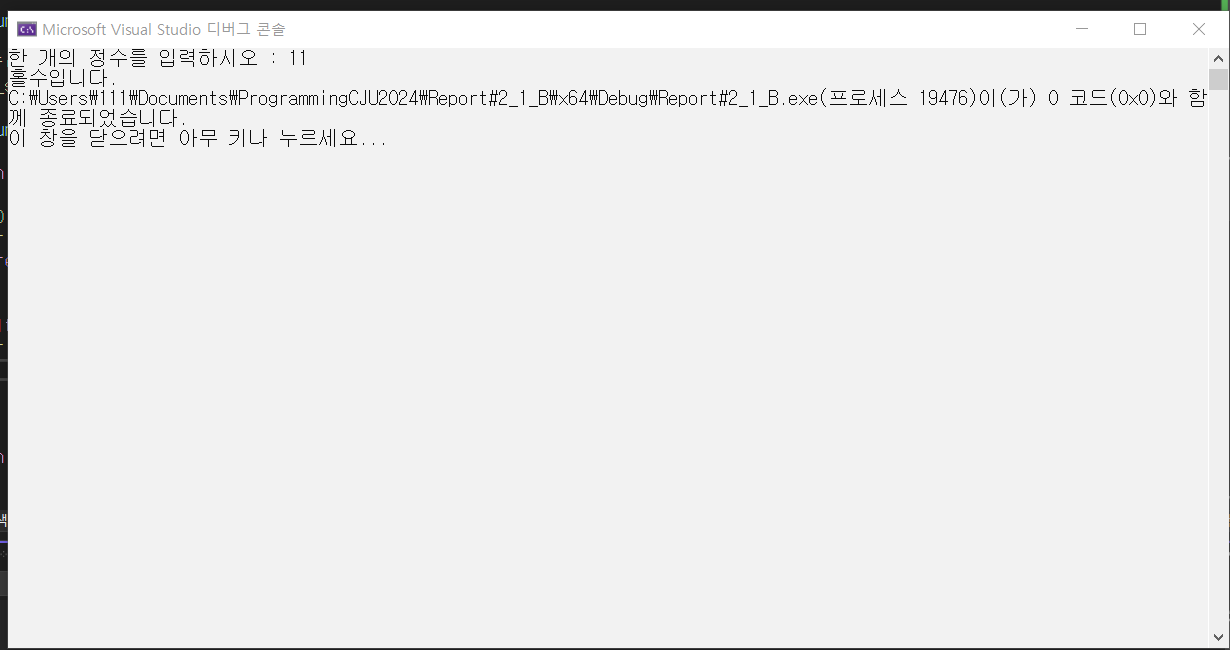 Microsoft Visual Studio 디버그 콘솔
한 개의 정수를 입력하시오 : 11
홀수입니다.
C:\Users\111\Documents\ProgrammingCJU2024\Report#2_1_B\x64\Debug\Report#2_1_B.exe(프로세스 19476)이(가) 0 코드(0x0)와 함
께 종료되었습니다.
이 창을 닫으려면 아무 키나 누르세요...